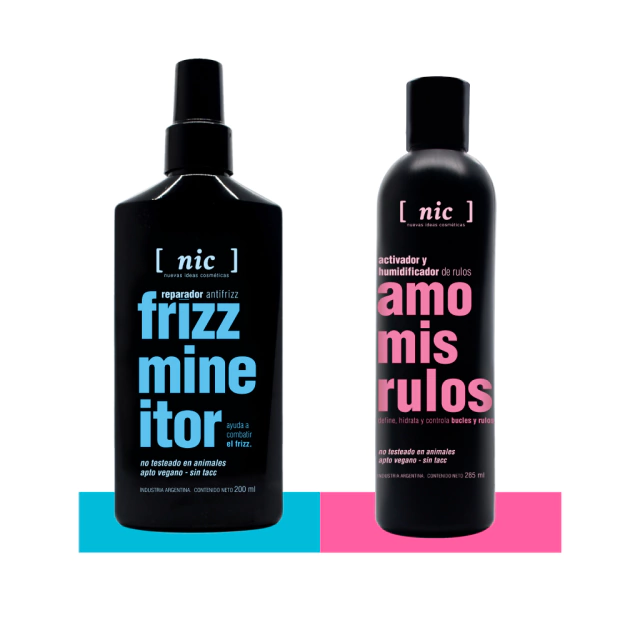 [ nic ]
nuevas ideas cosméticas
reparador antifrizz
frizz
mine
itor
ayuda a
combatir
el frizz.
no testeado en animales
apto vegano - sin tacc
INDUSTRIA ARGENTINA . CONTENIDO NETO 200 ml
[ nic ]
nuevas ideas cosméticas
activador y
humidificador de rulos
amo
mis
rulos
define, hidrata y controla bucles y rulos
no testeado en animales
apto vegano - sin tacc
INDUSTRIA ARGENTINA . CONTENIDO NETO 265 ml